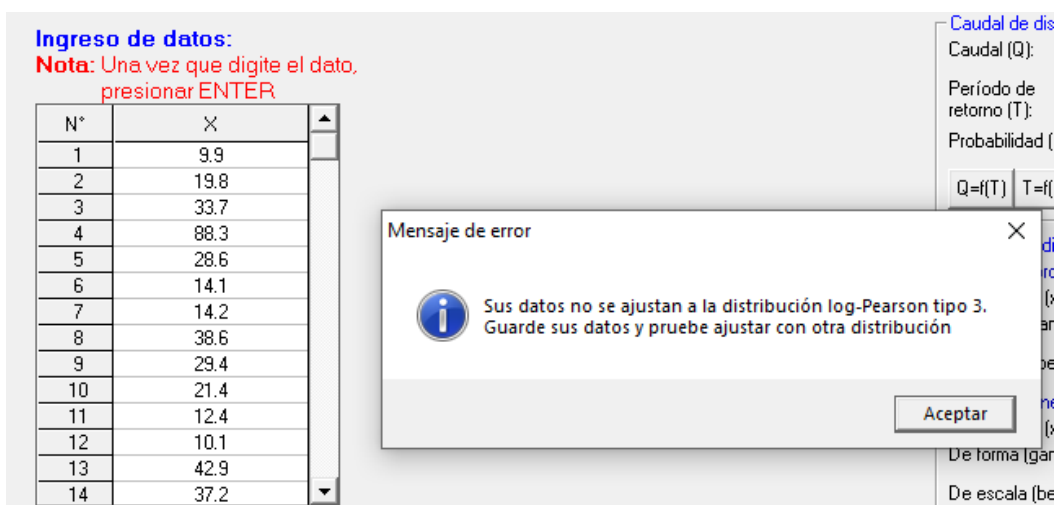 Ingreso de datos:
Nota: Una vez que digite el dato,
presionar ENTER
N° X
1 9.9
2 19.8
3 33.7
4 88.3
5 28.6
6 14.1
7 14.2
8 38.6
9 29.4
10 21.4
11 12.4
12 10.1
13 42.9
14 37.2
Mensaje de error
Sus datos no se ajustan a la distribución log-Pearson tipo 3.
Guarde sus datos y pruebe ajustar con otra distribución
Aceptar
Caudal de dis
Caudal (Q):
Período de
retorno (T):
Probabilidad (
Q=f(T) T=f(
De forma (gar
De escala (be